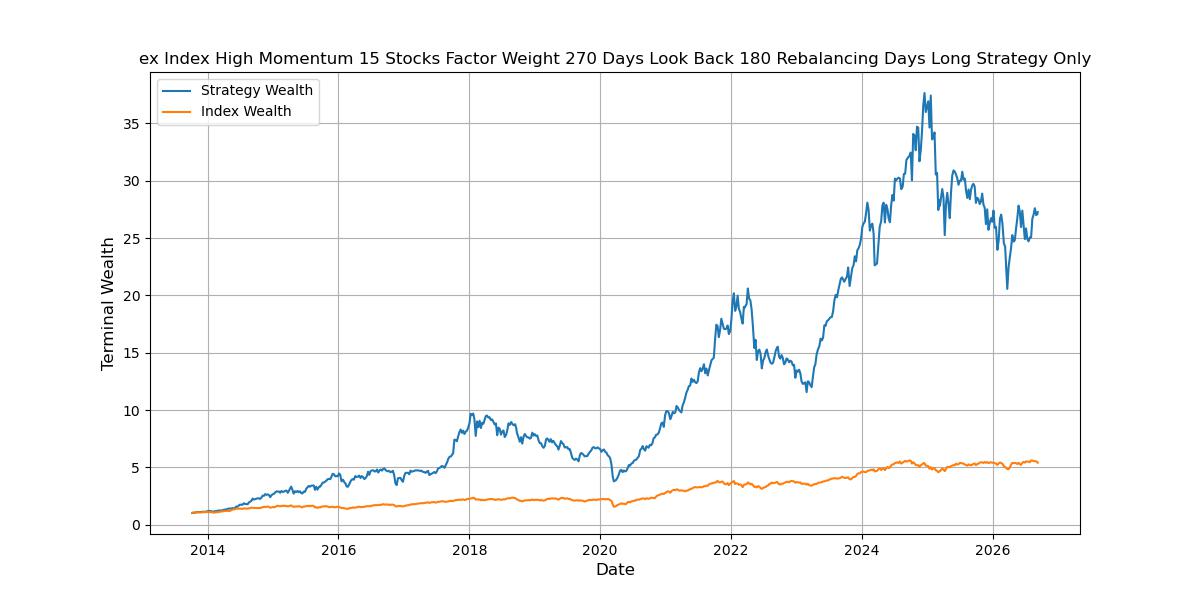 ex Index High Momentum 15 Stocks Factor Weight 270 Days Look Back 180 Rebalancing Days Long Strategy Only
Strategy Wealth
Index Wealth
Terminal Wealth
35
30
25
20
15
10
5
0
2014 2016 2018 2020 2022 2024 2026
Date